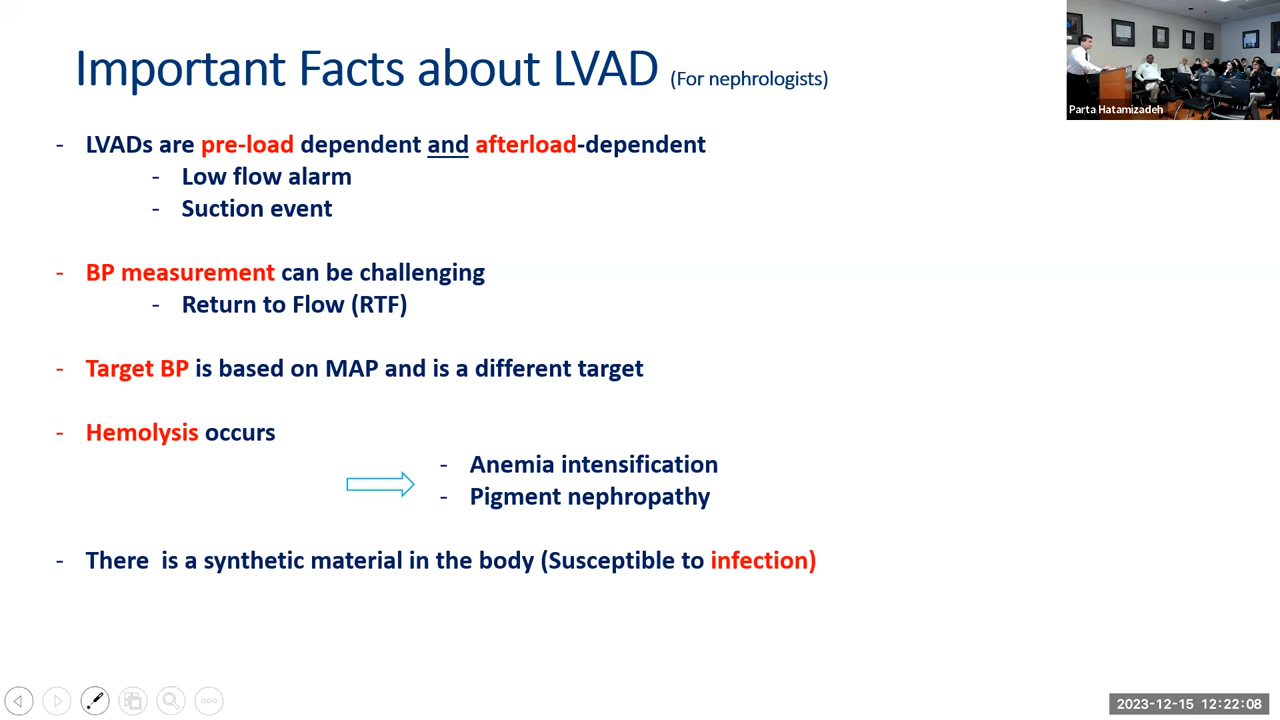 Important Facts about LVAD (For nephrologists)
Parta Hatamizadeh
- LVADs are pre-load dependent and afterload-dependent
- Low flow alarm
- Suction event
- BP measurement can be challenging
- Return to Flow (RTF)
- Target BP is based on MAP and is a different target
- Hemolysis occurs
- Anemia intensification
- Pigment nephropathy
- There is a synthetic material in the body (Susceptible to infection)
2023-12-15 12:22:08